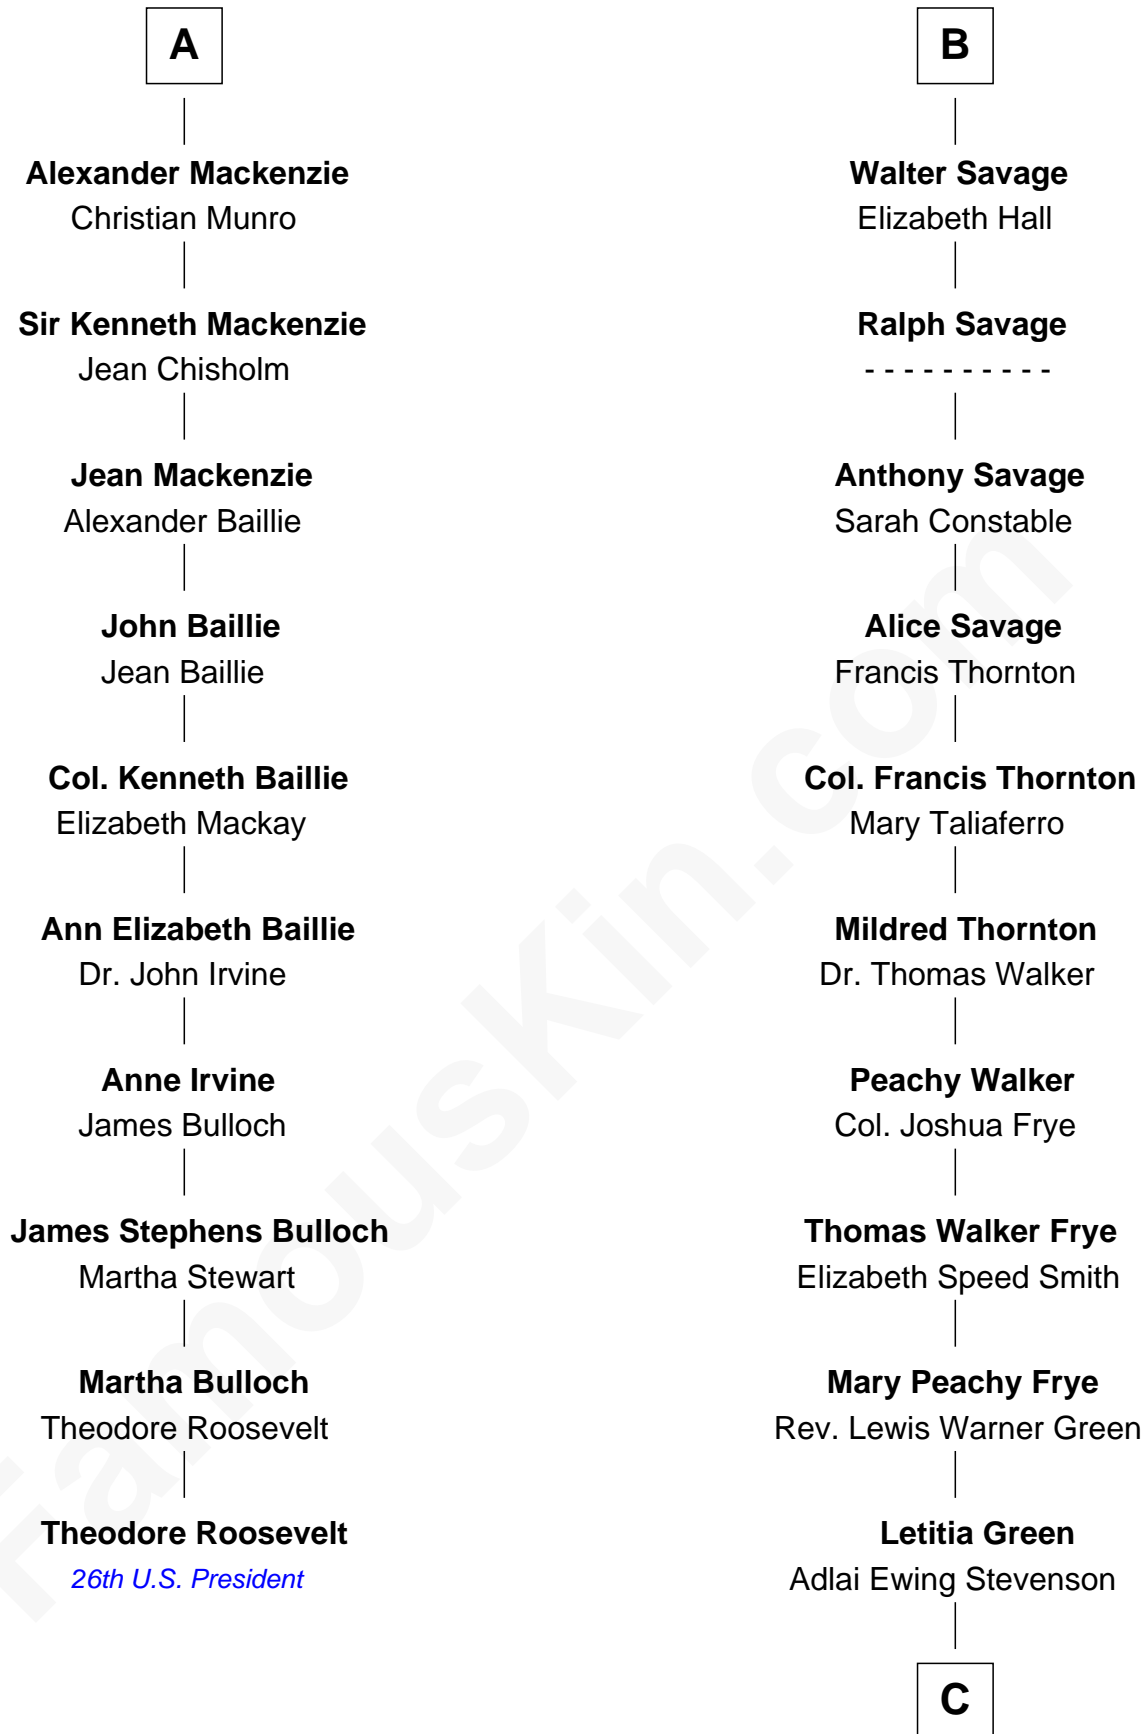 A
Alexander Mackenzie
Christian Munro
Sir Kenneth Mackenzie
Jean Chisholm
Jean Mackenzie
Alexander Baillie
John Baillie
Jean Baillie
Col. Kenneth Baillie
Elizabeth Mackay
Ann Elizabeth Baillie
Dr. John Irvine
Anne Irvine
James Bulloch
James Stephens Bulloch
Martha Stewart
Martha Bulloch
Theodore Roosevelt
Theodore Roosevelt
26th U.S. President
B
Walter Savage
Elizabeth Hall
Ralph Savage
- - - - - - - - - -
Anthony Savage
Sarah Constable
Alice Savage
Francis Thornton
Col. Francis Thornton
Mary Taliaferro
Mildred Thornton
Dr. Thomas Walker
Peachy Walker
Col. Joshua Frye
Thomas Walker Frye
Elizabeth Speed Smith
Mary Peachy Frye
Rev. Lewis Warner Green
Letitia Green
Adlai Ewing Stevenson
C
FamousKin.com